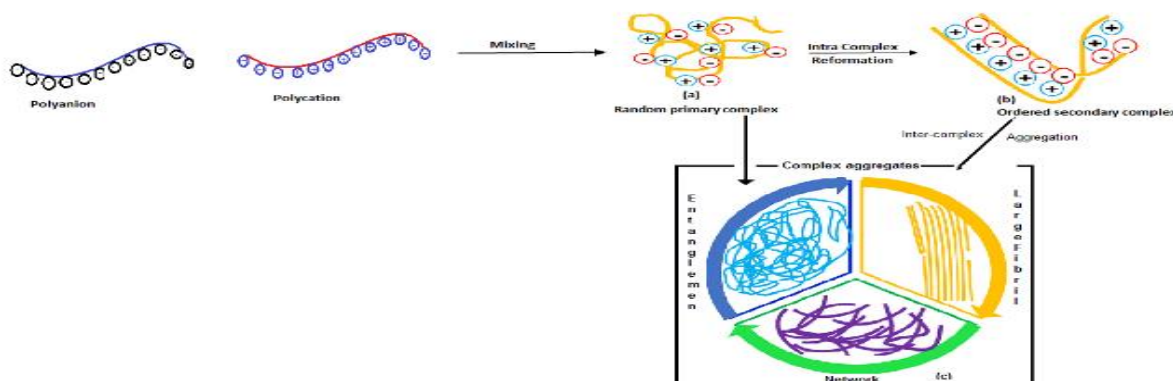 Polyanion
Polycation
Mixing
(a)
Random primary complex
Intra Complex
Reformation
(b)
Ordered secondary complex
Inter-complex
Aggregation
Complex aggregates
Entanglemen
Large Fibril
Network
(c)